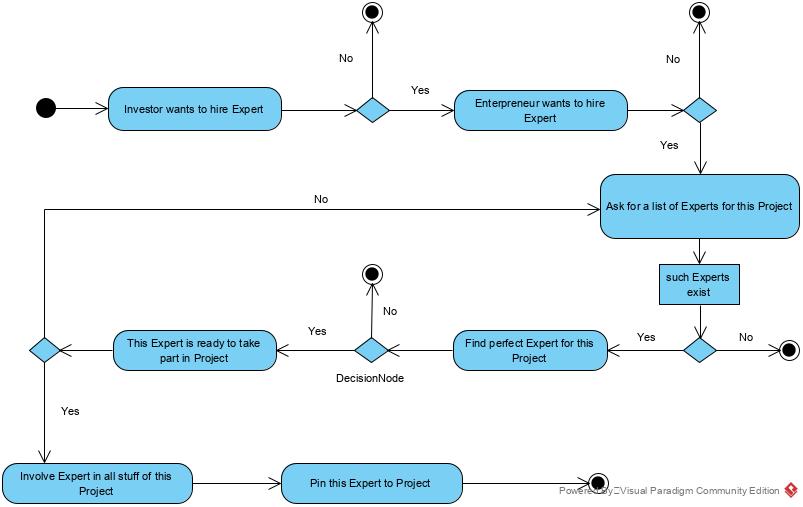 No
Yes
No
Investor wants to hire Expert
Enterpreneur wants to hire
Expert
Yes
No
Ask for a list of Experts for this Project
such Experts
exist
No
Yes
Yes
No
This Expert is ready to take
part in Project
Find perfect Expert for this
Project
DecisionNode
Yes
Involve Expert in all stuff of this
Project
Pin this Expert to Project
Powered By Visual Paradigm Community Edition